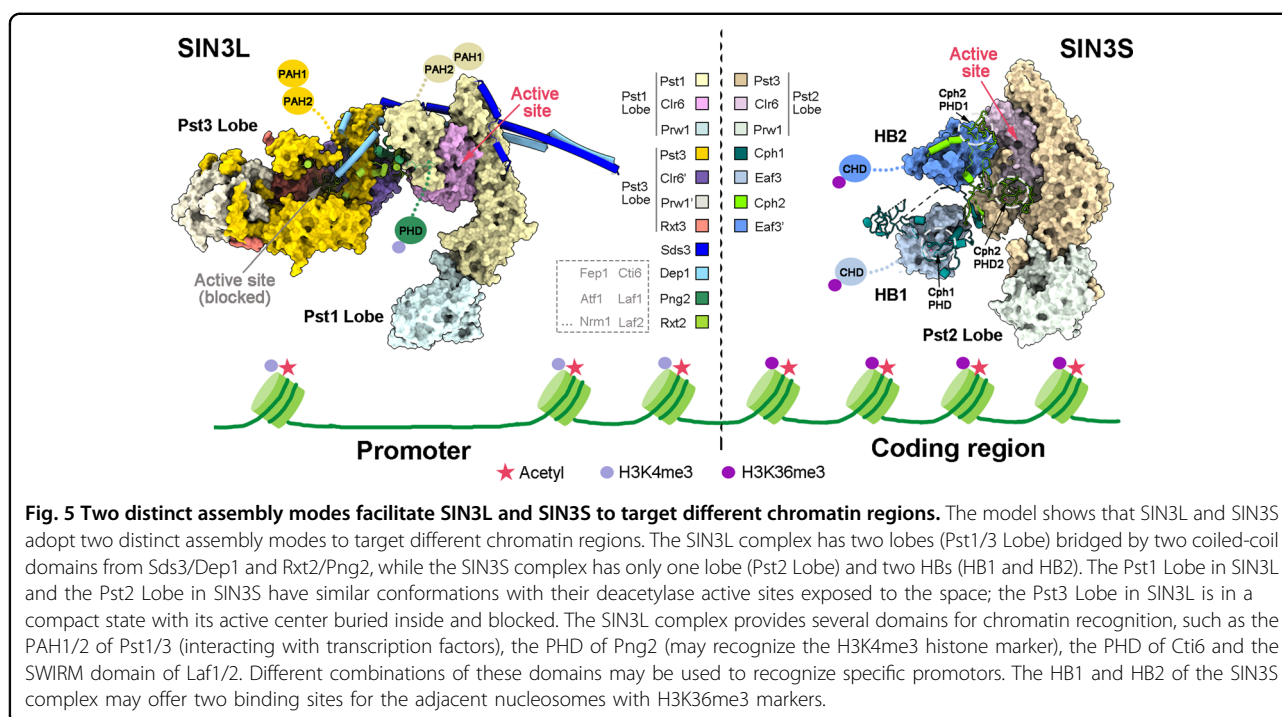 SIN3L
PAH1
PAH2
PAH2
PAH1
Pst3 Lobe
Active
site
PHD
Active site
(blocked)
Pst1 Lobe
Pst1
Lobe
Pst1
Clr6
Prw1
Pst3
Lobe
Pst3
Clr6'
Prw1'
Rxt3
Sds3
Dep1
Png2
Rxt2
Fep1 Cti6
Atf1 Laf1
... Nrm1 Laf2
Pst3
Clr6
Prw1
Pst2
Lobe
Cph1
Eaf3
Cph2
Eaf3'
SIN3S
Active
site
Cph2
PHD1
HB2
CHD
Cph2
PHD2
CHD
HB1
Cph1
PHD
Pst2 Lobe
Promoter
Coding region
Acetyl H3K4me3 H3K36me3
Fig. 5 Two distinct assembly modes facilitate SIN3L and SIN3S to target different chromatin regions. The model shows that SIN3L and SIN3S
adopt two distinct assembly modes to target different chromatin regions. The SIN3L complex has two lobes (Pst1/3 Lobe) bridged by two coiled-coil
domains from Sds3/Dep1 and Rxt2/Png2, while the SIN3S complex has only one lobe (Pst2 Lobe) and two HBs (HB1 and HB2). The Pst1 Lobe in SIN3L
and the Pst2 Lobe in SIN3S have similar conformations with their deacetylase active sites exposed to the space; the Pst3 Lobe in SIN3L is in a
compact state with its active center buried inside and blocked. The SIN3L complex provides several domains for chromatin recognition, such as the
PAH1/2 of Pst1/3 (interacting with transcription factors), the PHD of Png2 (may recognize the H3K4me3 histone marker), the PHD of Cti6 and the
SWIRM domain of Laf1/2. Different combinations of these domains may be used to recognize specific promotors. The HB1 and HB2 of the SIN3S
complex may offer two binding sites for the adjacent nucleosomes with H3K36me3 markers.